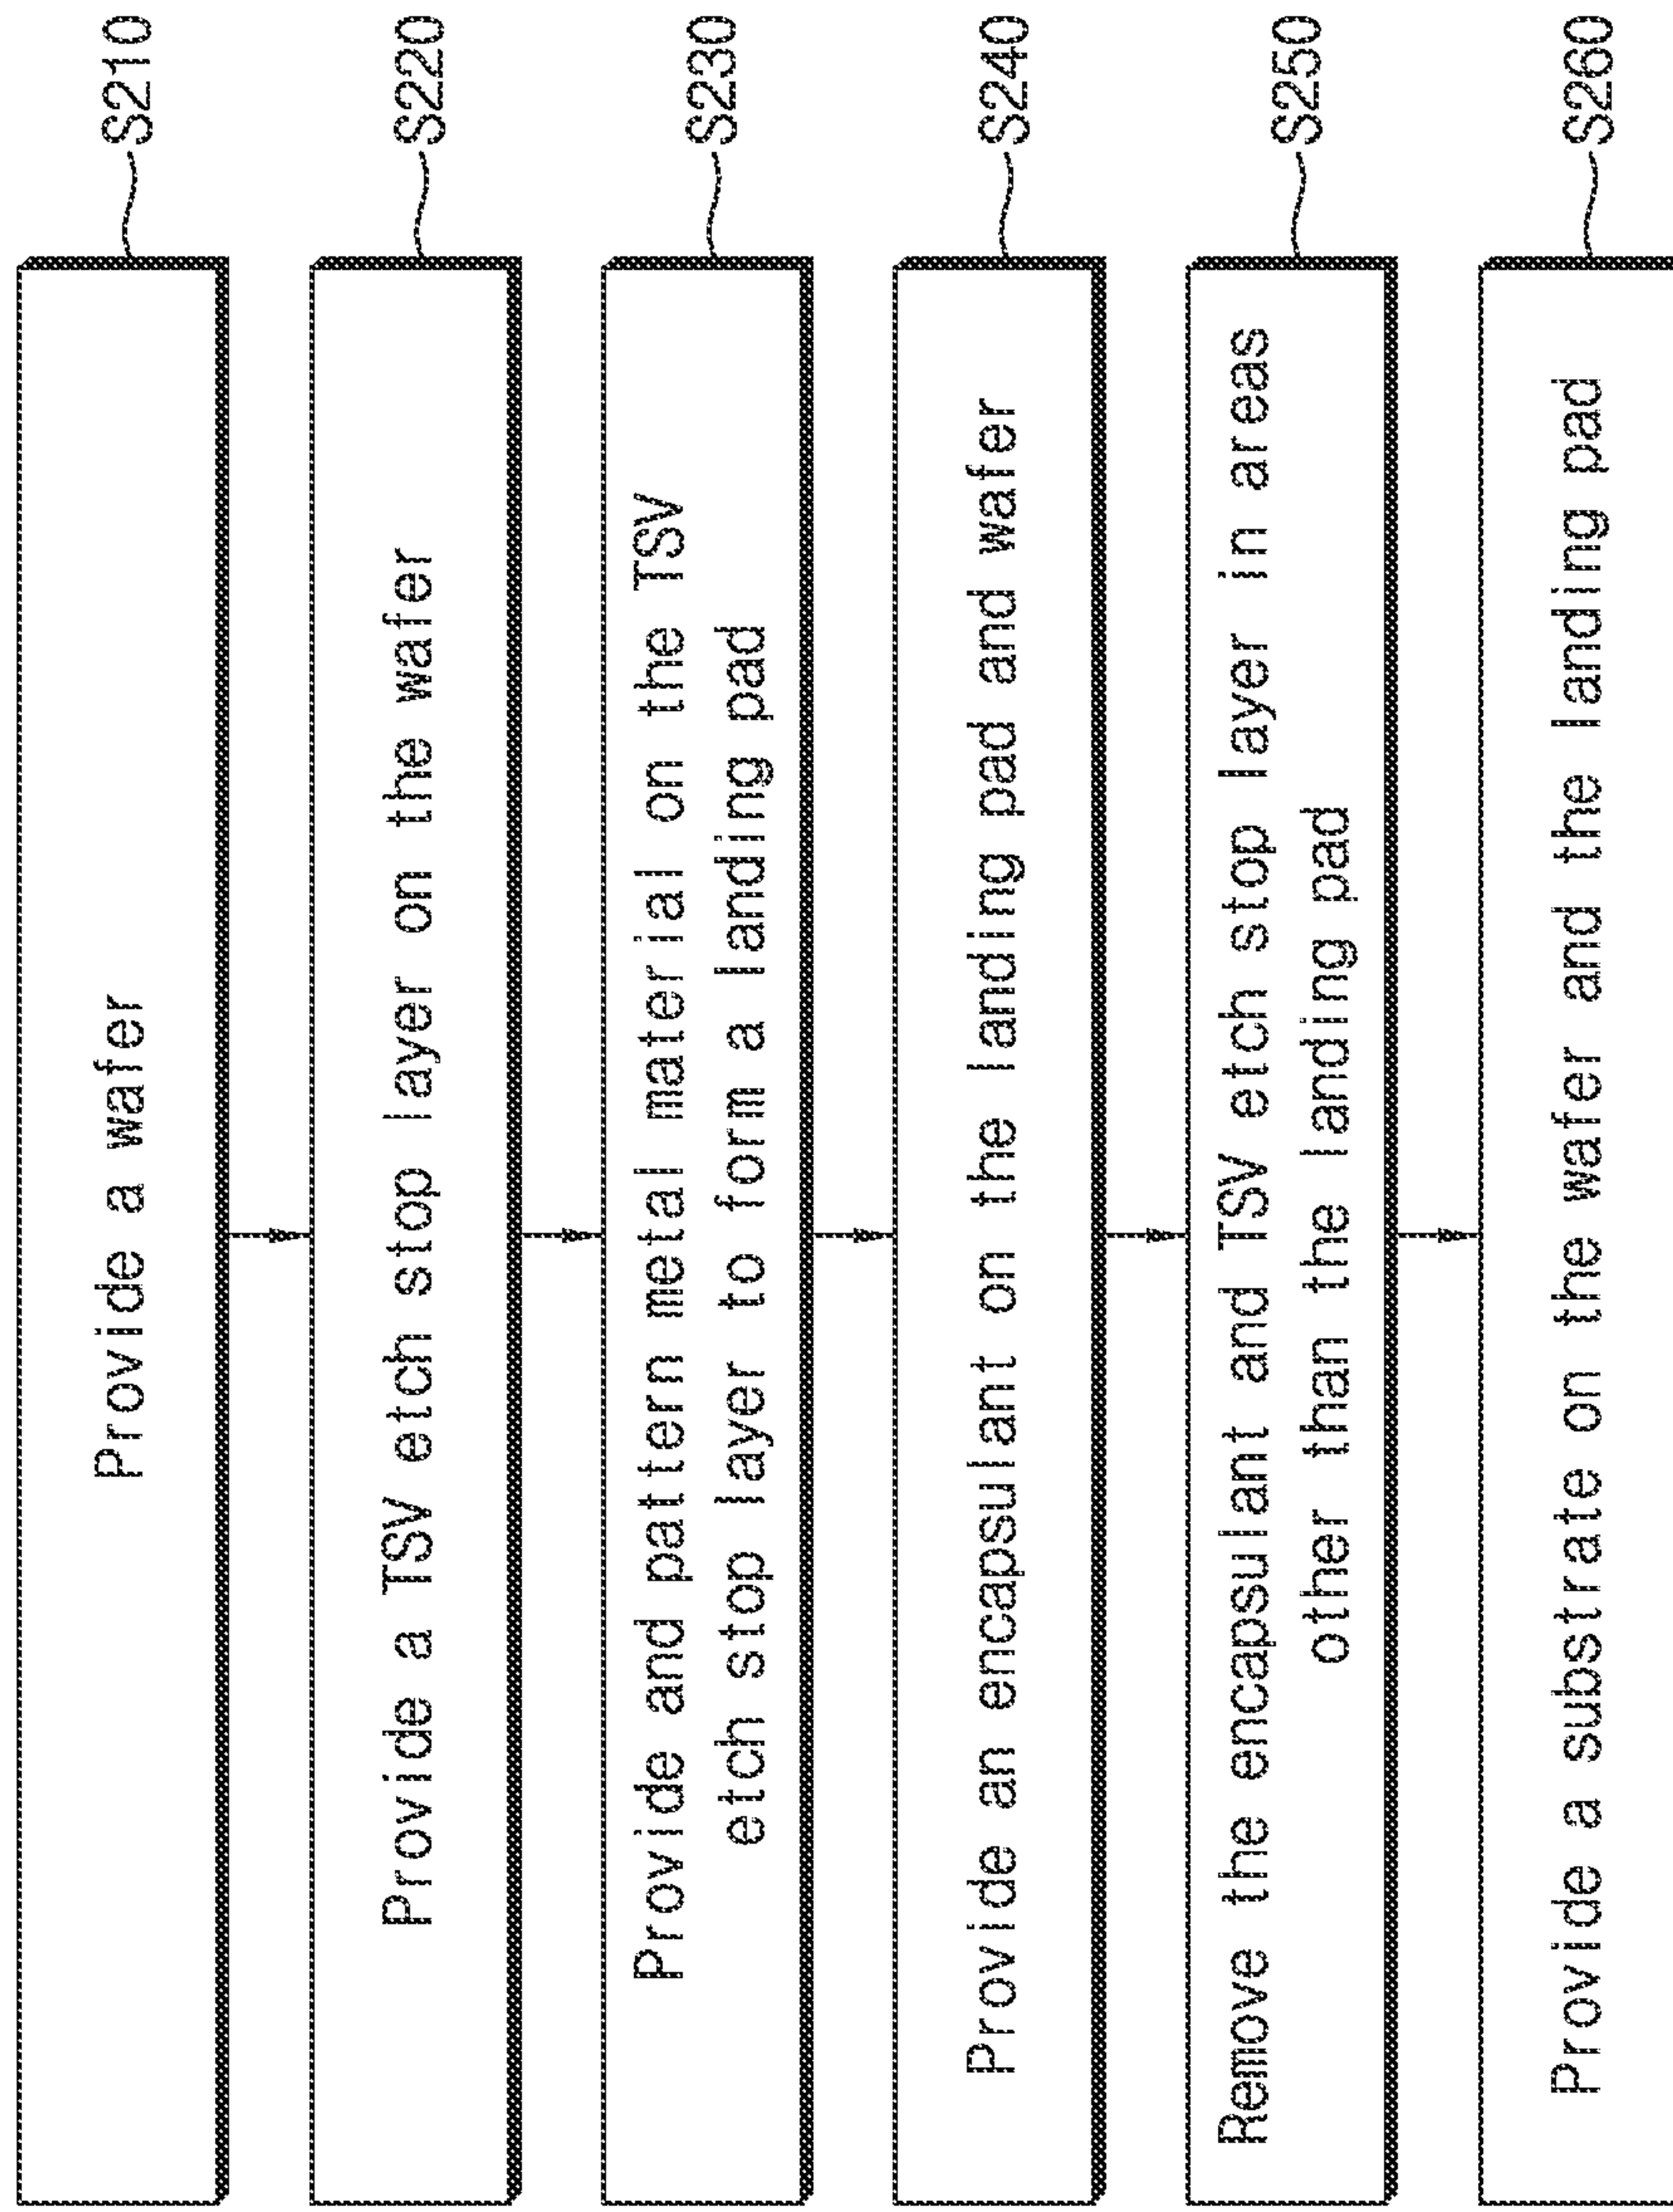 Provide a wafer
S210
Provide a TSV etch stop layer on the wafer
S220
Provide and pattern metal material on the TSV
etch stop layer to form a landing pad
S230
Provide an encapsuliant on the landing pad and wafer
S240
Remove the encapsulant and TSV etch stop layer in areas
other than the landing pad
S250
Provide a substrate on the wafer and the landing pad
S260